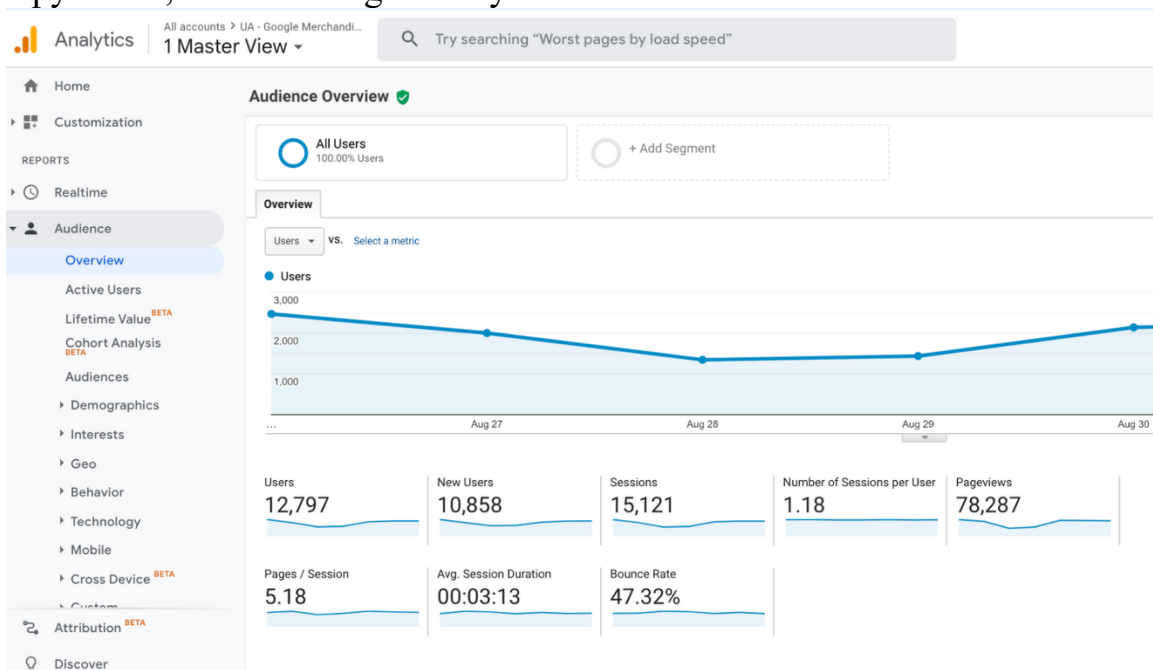 Analytics
All accounts > UA - Google Merchandi...
1 Master View
Try searching “Worst pages by load speed”
Home
Customization
REPORTS
Realtime
Audience
Overview
Active Users
Lifetime Value BETA
Cohort Analysis
BETA
Audiences
Demographics
Interests
Geo
Behavior
Technology
Mobile
Cross Device BETA
Custom
Attribution BETA
Discover
Audience Overview
All Users
100.00% Users
+ Add Segment
Overview
Users VS. Select a metric
Users
3,000
2,000
1,000
... Aug 27 Aug 28 Aug 29 Aug 30
Users
12,797
New Users
10,858
Sessions
15,121
Number of Sessions per User
1.18
Pageviews
78,287
Pages / Session
5.18
Avg. Session Duration
00:03:13
Bounce Rate
47.32%